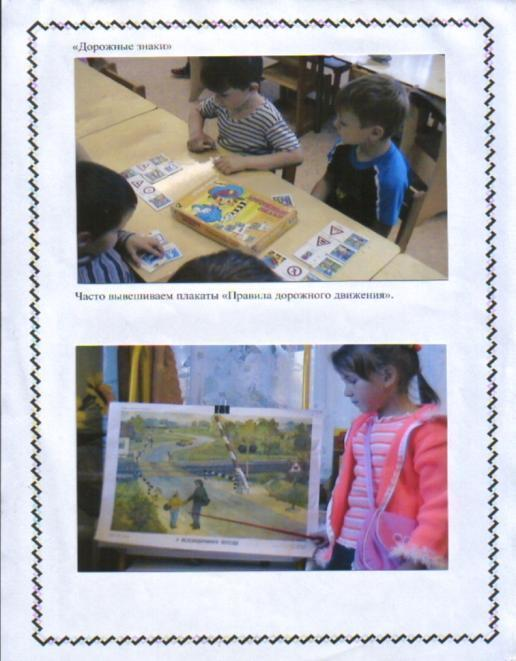 «Дорожные знаки»
Часто вывешиваем плакаты «Правила дорожного движения».